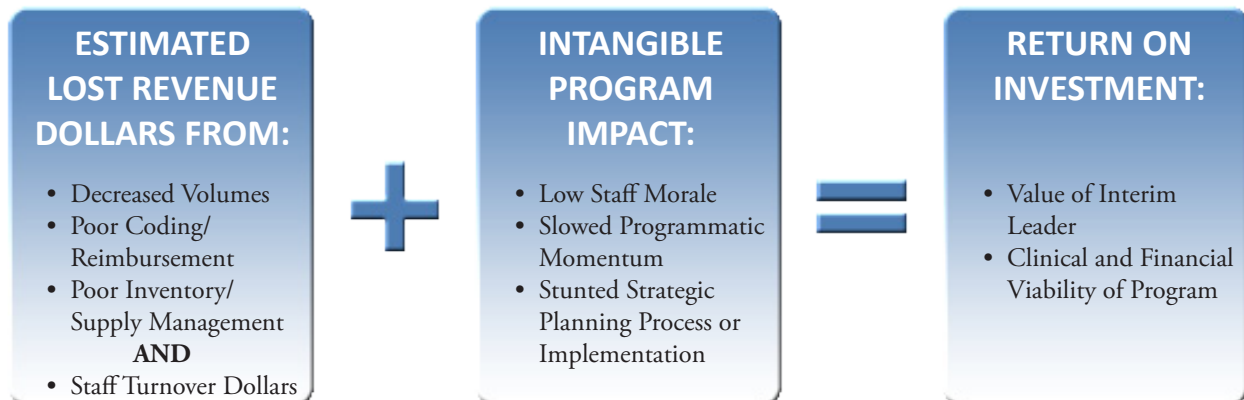 ESTIMATED
LOST REVENUE
DOLLARS FROM:
• Decreased Volumes
• Poor Coding/
Reimbursement
• Poor Inventory/
Supply Management
AND
• Staff Turnover Dollars
+
INTANGIBLE
PROGRAM
IMPACT:
• Low Staff Morale
• Slowed Programmatic
Momentum
• Stunted Strategic
Planning Process or
Implementation
=
RETURN ON
INVESTMENT:
• Value of Interim
Leader
• Clinical and Financial
Viability of Program